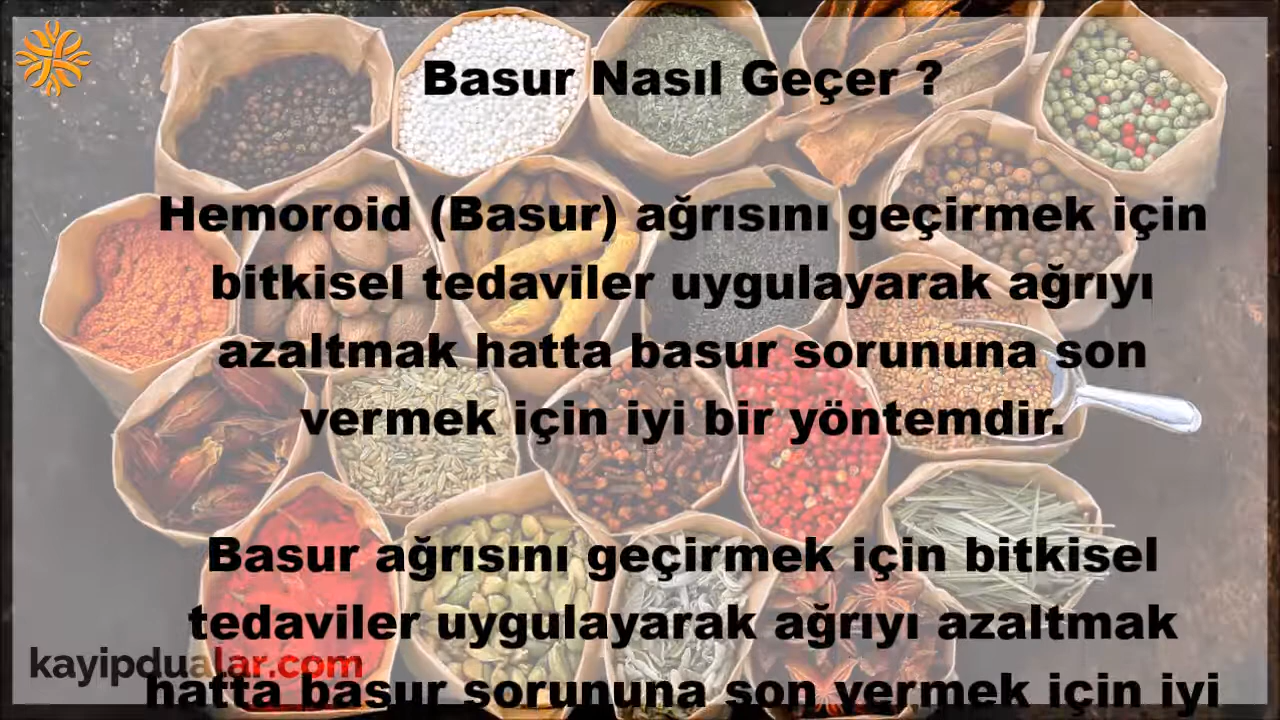 Basur Nasıl Geçer ?
Hemoroid (Basur) ağrısını geçirmek için
bitkisel tedaviler uygulayarak ağrıyı
azaltmak hatta basur sorununa son
vermek için iyi bir yöntemdir.
Basur ağrısını geçirmek için bitkisel
tedaviler uygulayarak ağrıyı azaltmak
kayipdualar.com
hatta basur sorununa son vermek için iyi